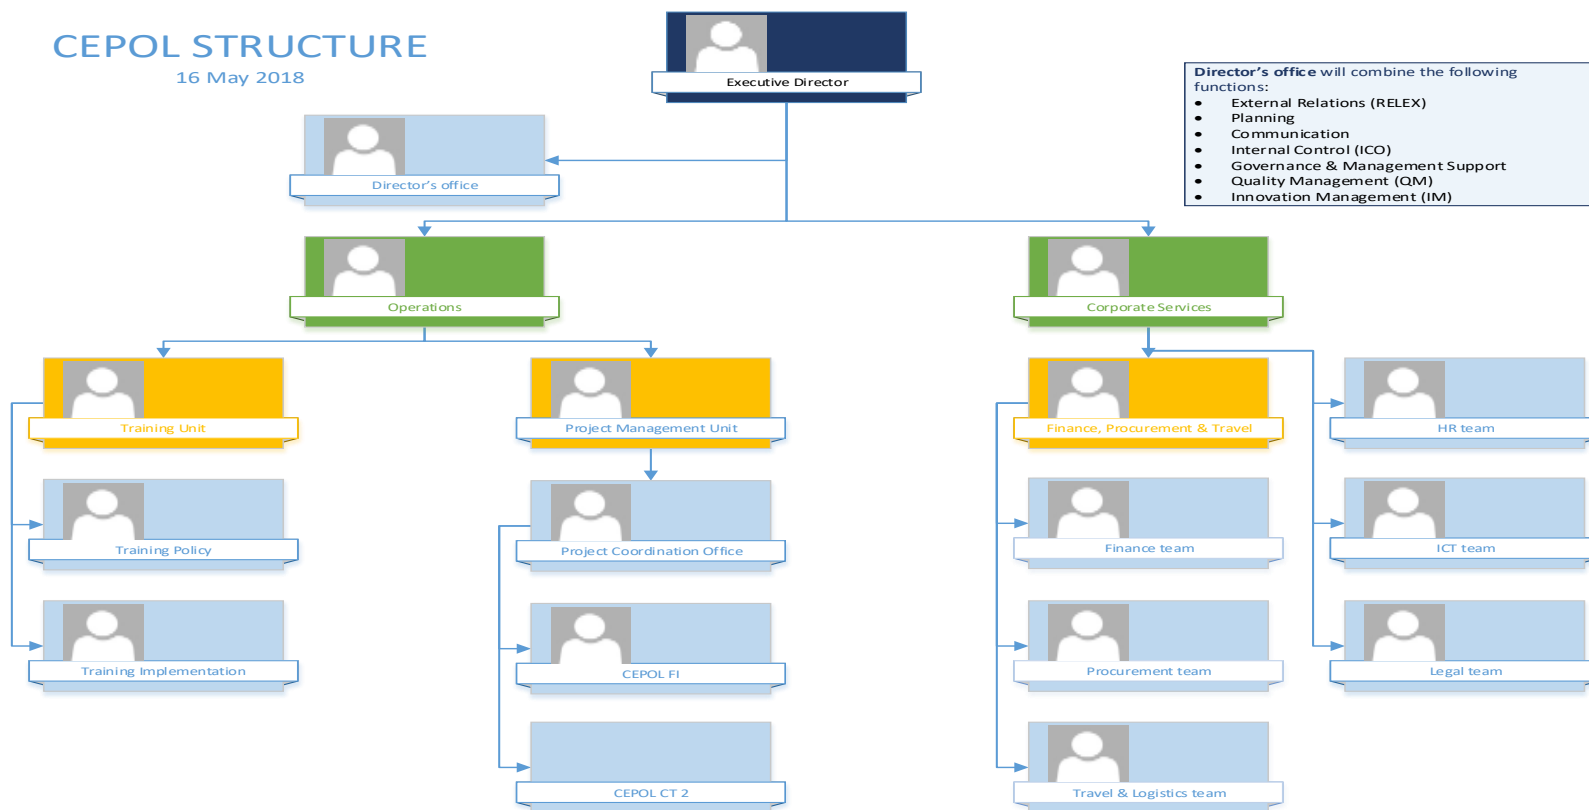 CEPOL STRUCTURE
16 May 2018
Executive Director
Director's office will combine the following
functions:
• External Relations (RELEX)
• Planning
• Communication
• Internal Control (ICO)
• Governance & Management Support
• Quality Management (QM)
• Innovation Management (IM)
Director's office
Operations
Corporate Services
Training Unit
Project Management Unit
Finance, Procurement & Travel
HR team
Training Policy
Project Coordination Office
Finance team
ICT team
Training Implementation
CEPOL FI
Procurement team
Legal team
CEPOL CT 2
Travel & Logistics team